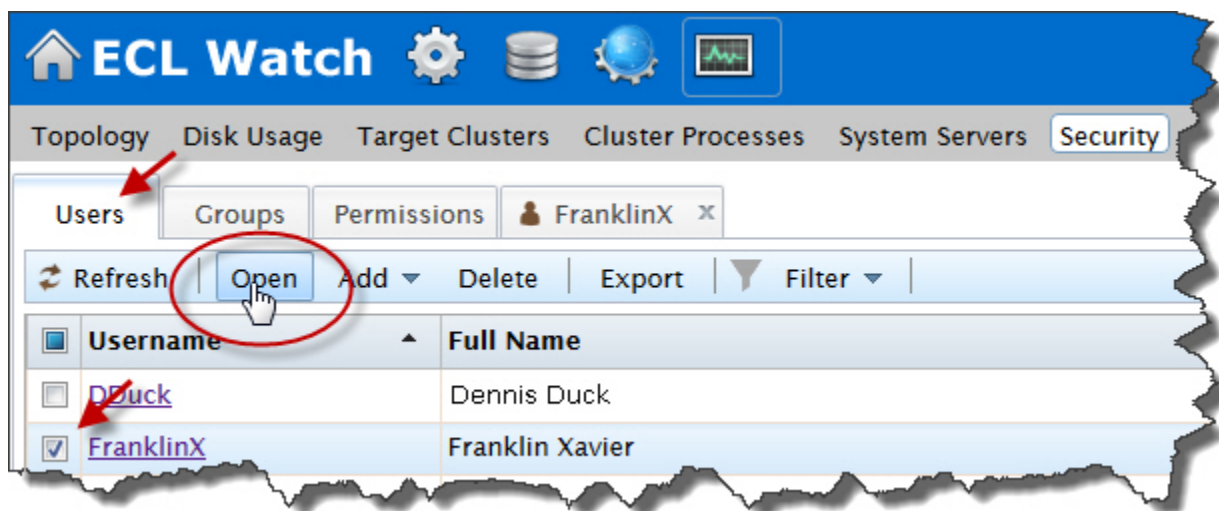 ECL Watch
Topology Disk Usage Target Clusters Cluster Processes System Servers Security
Users Groups Permissions FranklinX x
Refresh Open Add Delete Export Filter
Username Full Name
DDuck Dennis Duck
FranklinX Franklin Xavier